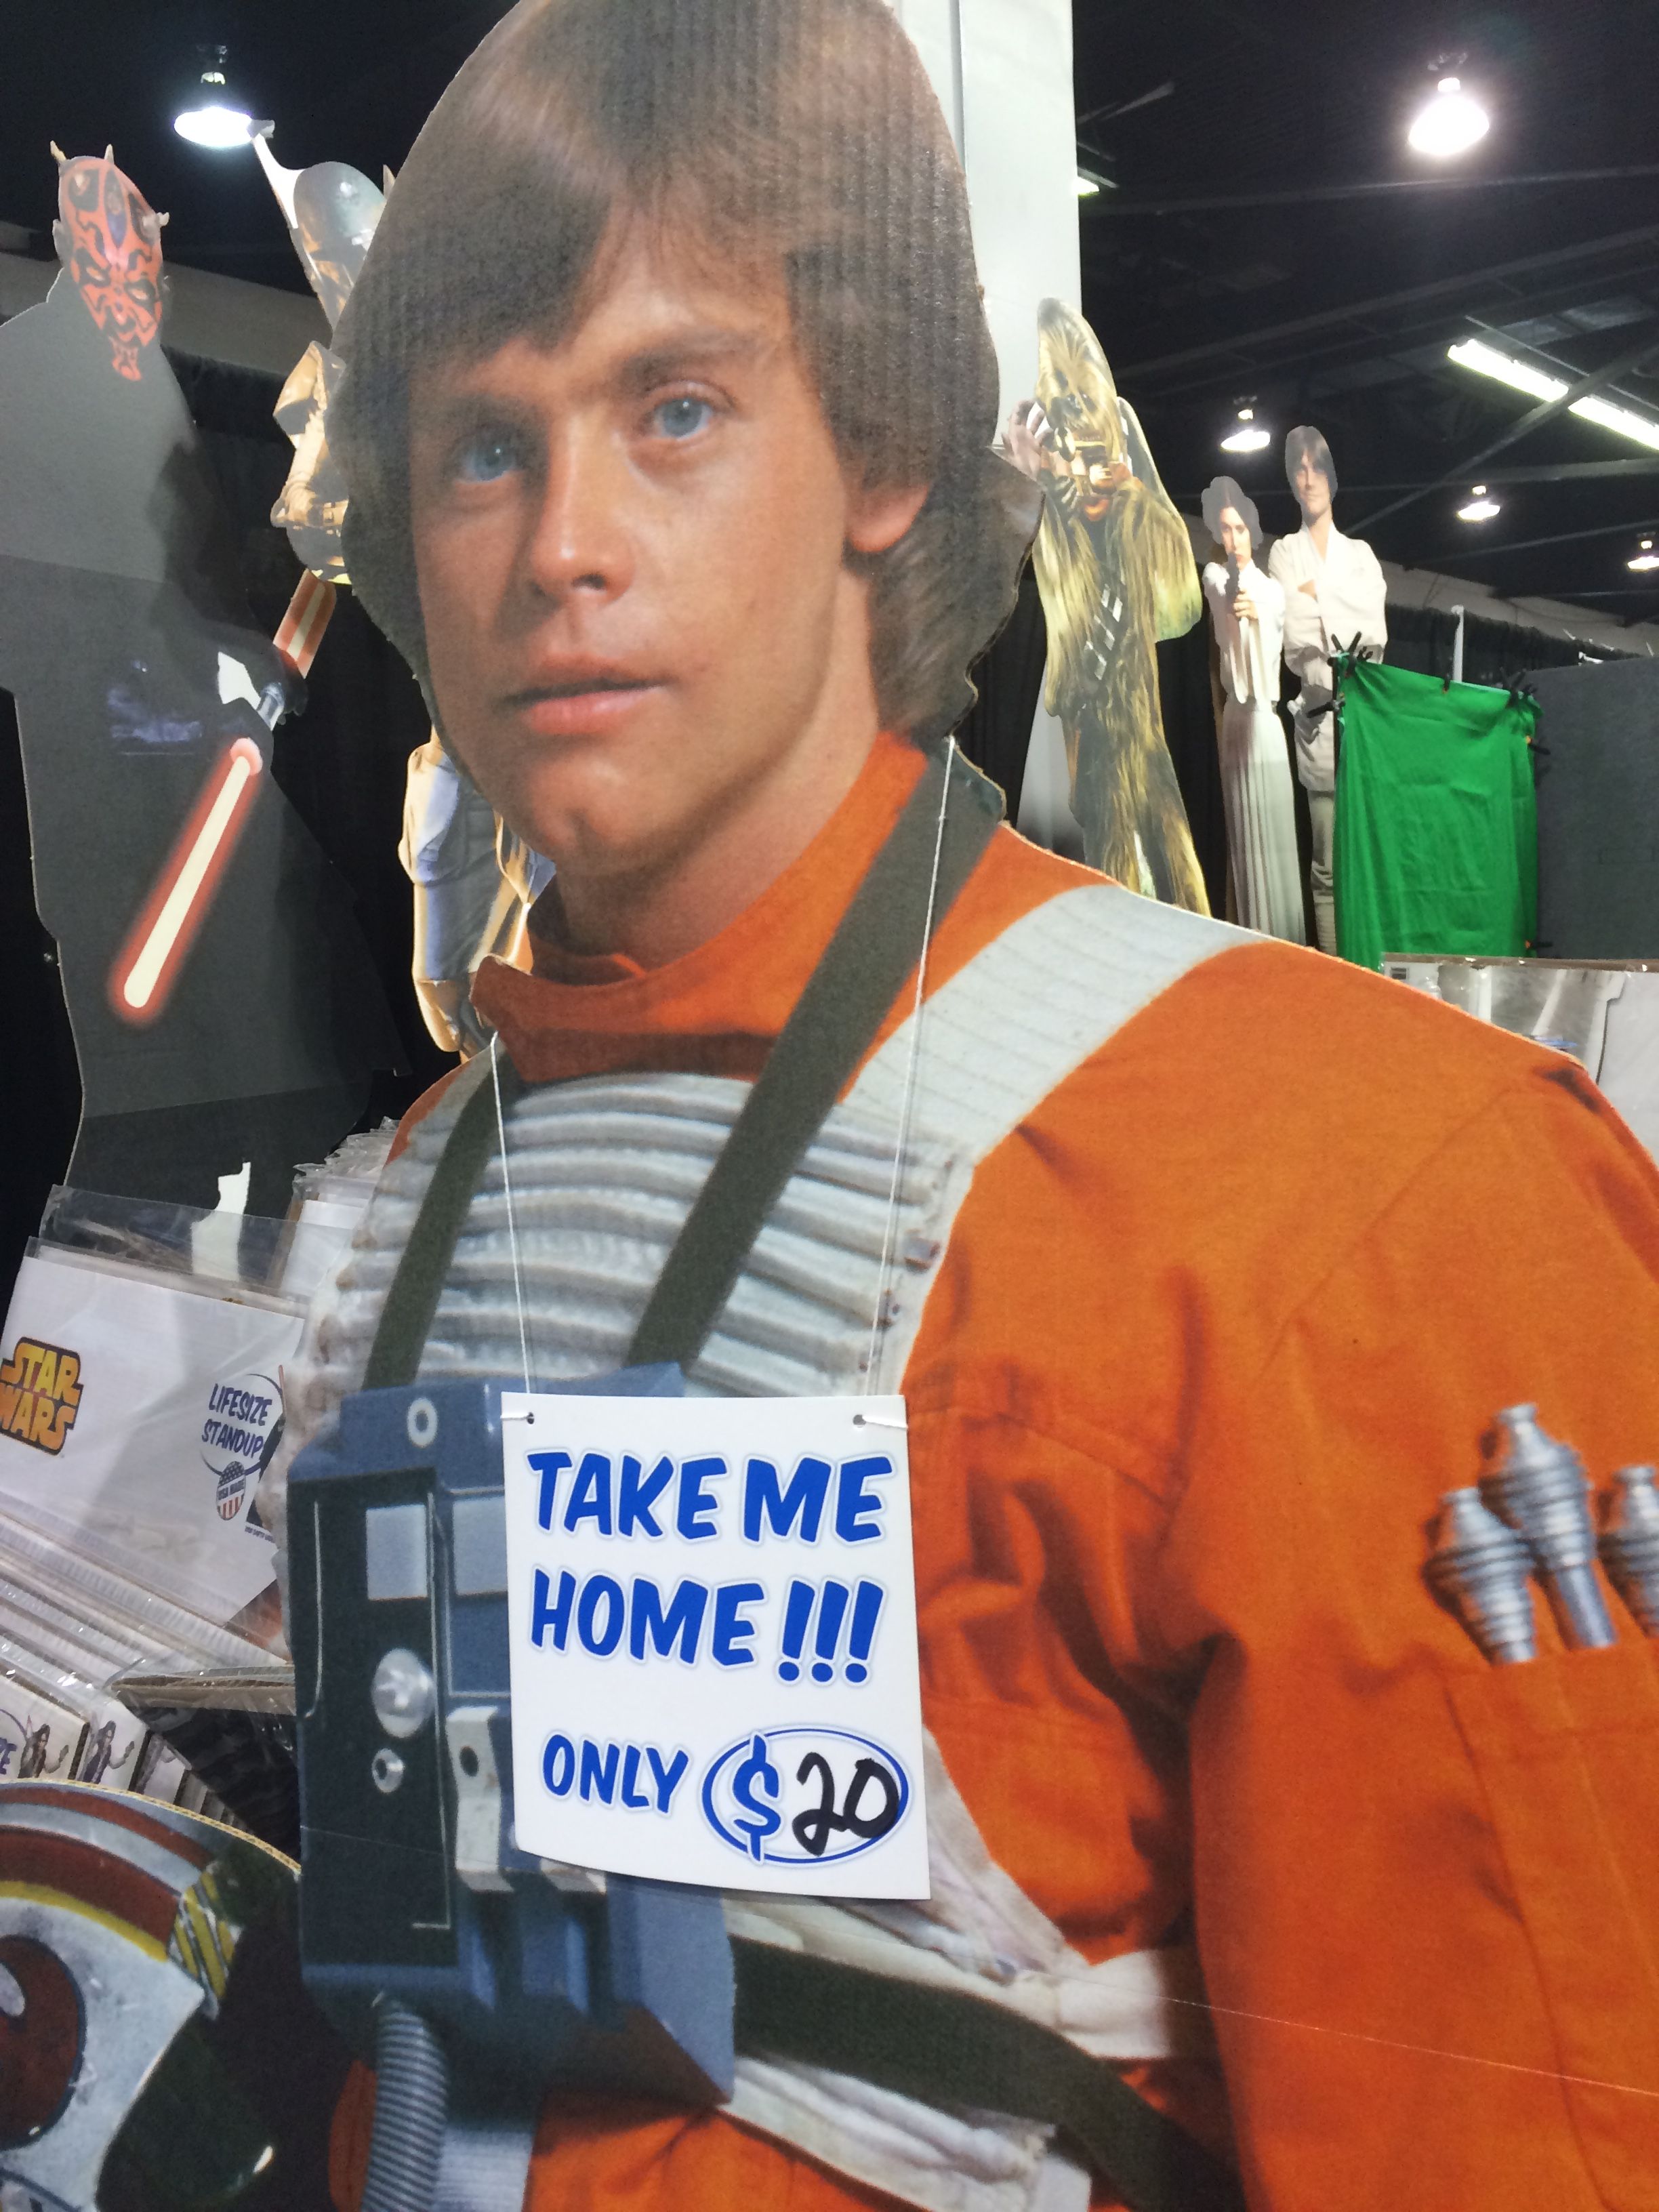 TAKE ME
HOME!!!
ONLY $20
STAR
WARS
LIFESIZE
STANDUP